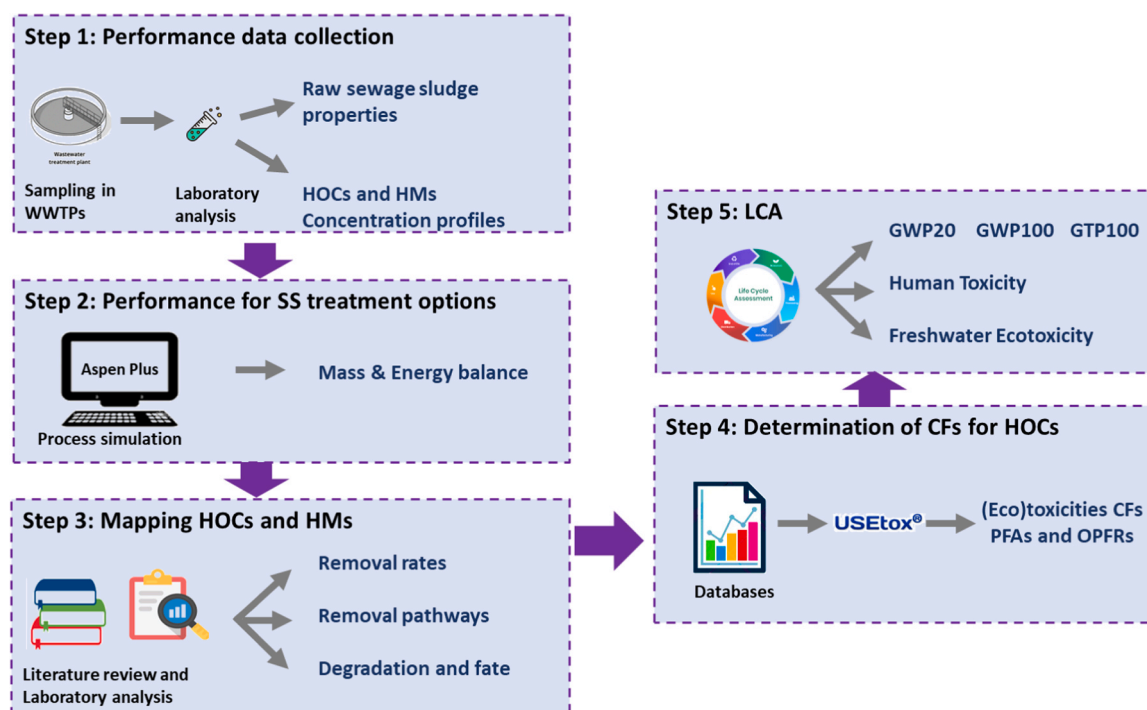 Step 1: Performance data collection
Wastewater
treatment plant
Sampling in
WWTPs
Laboratory
analysis
Raw sewage sludge
properties
HOCs and HMs
Concentration profiles
Step 2: Performance for SS treatment options
Aspen Plus
Process simulation
Mass & Energy balance
Step 3: Mapping HOCs and HMs
Literature review and
Laboratory analysis
Removal rates
Removal pathways
Degradation and fate
Step 4: Determination of CFs for HOCs
Databases
USEtox®
(Eco)toxicities CFs
PFAs and OPFRs
Step 5: LCA
Life Cycle
Assessment
GWP20 GWP100 GTP100
Human Toxicity
Freshwater Ecotoxicity